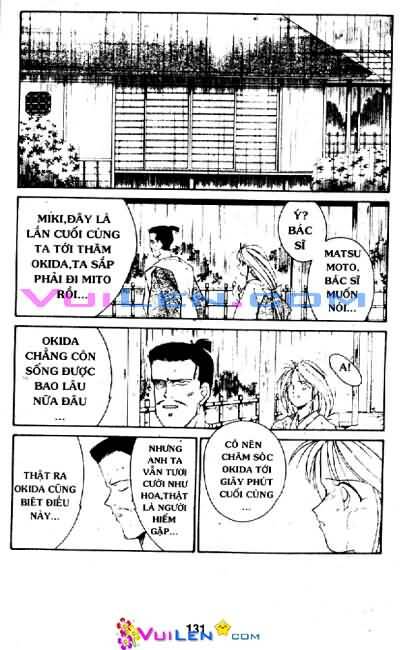 MIKI,ĐÂY LÀ
LẦN CUỐI CÙNG
TA TỚI THĂM
OKIDA,TA SẮP
PHẢI ĐI MITO
RỒI...
Ý?
BÁC
SĨ
MATSU
MOTO,
BÁC SĨ
MUỐN
NÓI...
VUILEN.COM
OKIDA
CHẲNG CÒN
SỐNG ĐƯỢC
BAO LÂU
NỮA ĐÂU
...
A!
CÔ NÊN
CHĂM SÓC
OKIDA TỚI
GIÂY PHÚT
CUỐI CÙNG
...
NHƯNG
ANH TA
VẪN TƯƠI
CƯỜI NHƯ
HOA,THẬT
LÀ NGƯỜI
HIẾM
GẶP...
THẬT RA
OKIDA CŨNG
BIẾT ĐIỀU
NÀY...
131
VUILEN.COM